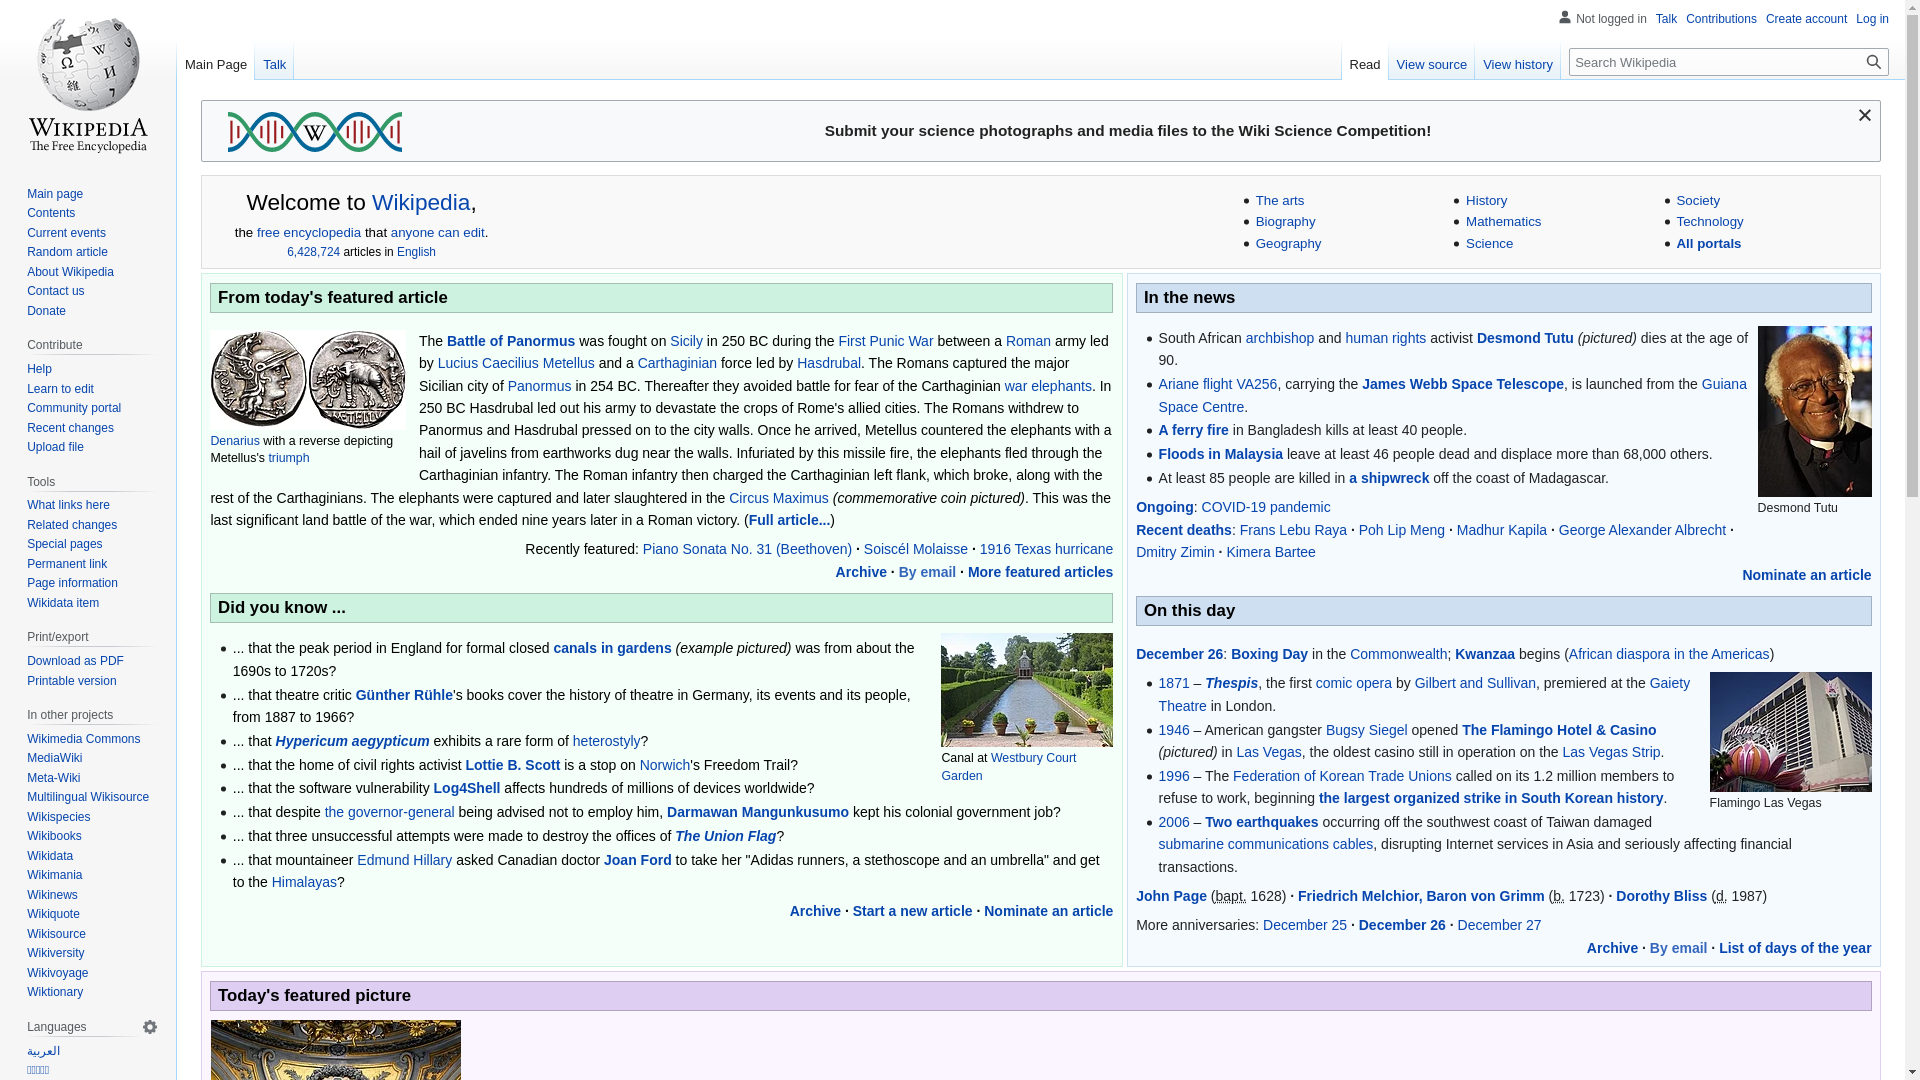 Not logged in Talk Contributions Create account Log in
Main Page Talk Read View source View history Search Wikipedia
WIKIPEDIA
The Free Encyclopedia
Main page
Contents
Current events
Random article
About Wikipedia
Contact us
Donate
Contribute
Help
Learn to edit
Community portal
Recent changes
Upload file
Tools
What links here
Related changes
Special pages
Permanent link
Page information
Wikidata item
Print/export
Download as PDF
Printable version
In other projects
Wikimedia Commons
MediaWiki
Meta-Wiki
Multilingual Wikisource
Wikispecies
Wikibooks
Wikidata
Wikimania
Wikinews
Wikiquote
Wikisource
Wikiversity
Wikivoyage
Wiktionary
Languages
العربية
Submit your science photographs and media files to the Wiki Science Competition!
Welcome to Wikipedia,
the free encyclopedia that anyone can edit.
6,428,724 articles in English
The arts
Biography
Geography
History
Mathematics
Science
Society
Technology
All portals
From today's featured article
Denarius with a reverse depicting
Metellus's triumph
The Battle of Panormus was fought on Sicily in 250 BC during the First Punic War between a Roman army led
by Lucius Caecilius Metellus and a Carthaginian force led by Hasdrubal. The Romans captured the major
Sicilian city of Panormus in 254 BC. Thereafter they avoided battle for fear of the Carthaginian war elephants. In
250 BC Hasdrubal led out his army to devastate the crops of Rome's allied cities. The Romans withdrew to
Panormus and Hasdrubal pressed on to the city walls. Once he arrived, Metellus countered the elephants with a
hail of javelins from earthworks dug near the walls. Infuriated by this missile fire, the elephants fled through the
Carthaginian infantry. The Roman infantry then charged the Carthaginian left flank, which broke, along with the
rest of the Carthaginians. The elephants were captured and later slaughtered in the Circus Maximus (commemorative coin pictured). This was the
last significant land battle of the war, which ended nine years later in a Roman victory. (Full article...)
Recently featured: Piano Sonata No. 31 (Beethoven) · Soiscél Molaisse · 1916 Texas hurricane
Archive · By email · More featured articles
Did you know ...
... that the peak period in England for formal closed canals in gardens (example pictured) was from about the
1690s to 1720s?
... that theatre critic Günther Rühle's books cover the history of theatre in Germany, its events and its people,
from 1887 to 1966?
... that Hypericum aegypticum exhibits a rare form of heterostyly?
... that the home of civil rights activist Lottie B. Scott is a stop on Norwich's Freedom Trail?
... that the software vulnerability Log4Shell affects hundreds of millions of devices worldwide?
... that despite the governor-general being advised not to employ him, Darmawan Mangunkusumo kept his colonial government job?
... that three unsuccessful attempts were made to destroy the offices of The Union Flag?
... that mountaineer Edmund Hillary asked Canadian doctor Joan Ford to take her "Adidas runners, a stethoscope and an umbrella" and get
to the Himalayas?
Canal at Westbury Court
Garden
Archive · Start a new article · Nominate an article
In the news
South African archbishop and human rights activist Desmond Tutu (pictured) dies at the age of
90.
Ariane flight VA256, carrying the James Webb Space Telescope, is launched from the Guiana
Space Centre.
A ferry fire in Bangladesh kills at least 40 people.
Floods in Malaysia leave at least 46 people dead and displace more than 68,000 others.
At least 85 people are killed in a shipwreck off the coast of Madagascar.
Desmond Tutu
Ongoing: COVID-19 pandemic
Recent deaths: Frans Lebu Raya · Poh Lip Meng · Madhur Kapila · George Alexander Albrecht ·
Dmitry Zimin · Kimera Bartee
Nominate an article
On this day
December 26: Boxing Day in the Commonwealth; Kwanzaa begins (African diaspora in the Americas)
1871 – Thespis, the first comic opera by Gilbert and Sullivan, premiered at the Gaiety
Theatre in London.
1946 – American gangster Bugsy Siegel opened The Flamingo Hotel & Casino
(pictured) in Las Vegas, the oldest casino still in operation on the Las Vegas Strip.
1996 – The Federation of Korean Trade Unions called on its 1.2 million members to
refuse to work, beginning the largest organized strike in South Korean history.
2006 – Two earthquakes occurring off the southwest coast of Taiwan damaged
submarine communications cables, disrupting Internet services in Asia and seriously affecting financial
transactions.
Flamingo Las Vegas
John Page (bapt. 1628) · Friedrich Melchior, Baron von Grimm (b. 1723) · Dorothy Bliss (d. 1987)
More anniversaries: December 25 · December 26 · December 27
Archive · By email · List of days of the year
Today's featured picture